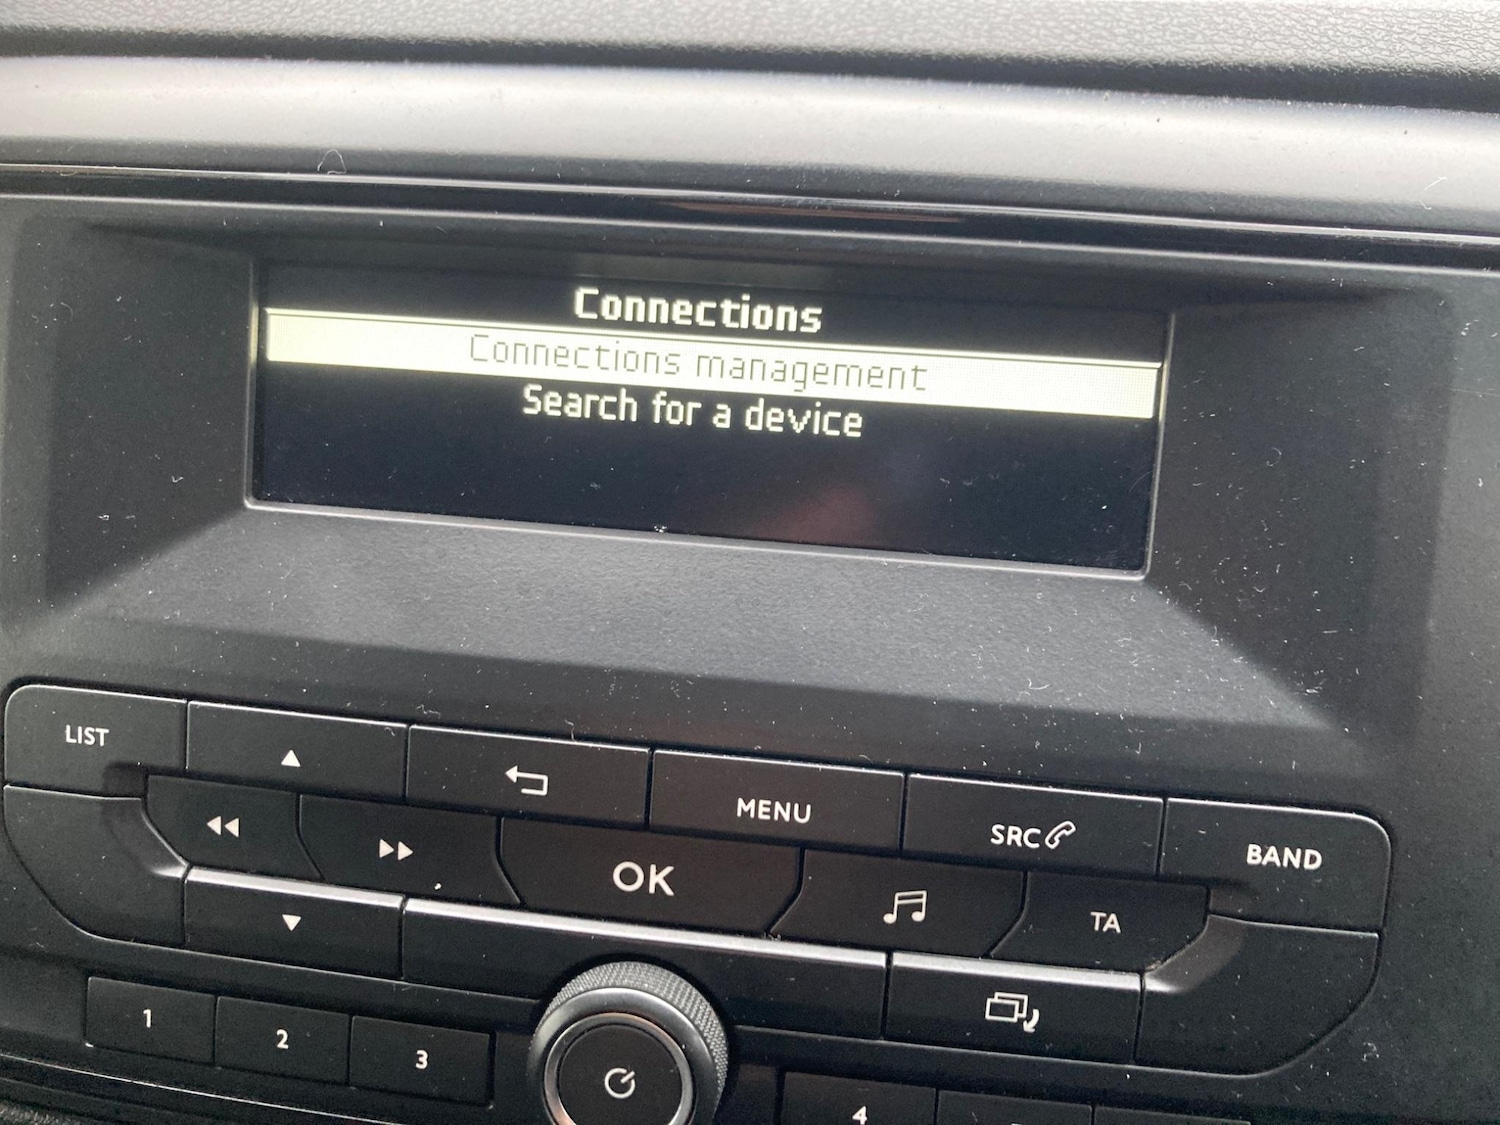 Connections
Connections management
Search for a device
LIST
MENU
SRC
BAND
OK
TA
1
2
3
4